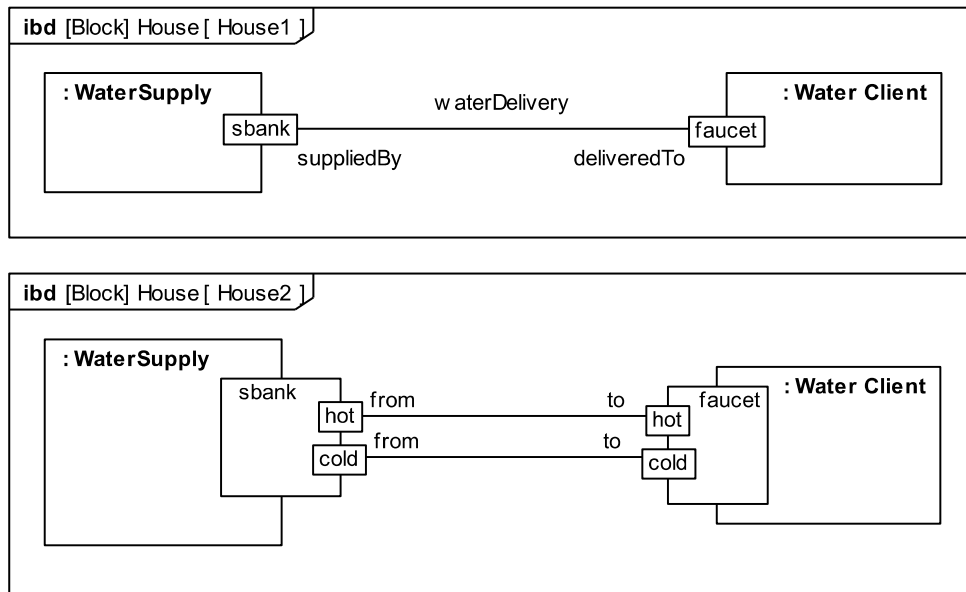 ibd [Block] House [ House1 ]
: WaterSupply
: Water Client
waterDelivery
sbank
faucet
suppliedBy
deliveredTo
ibd [Block] House [ House2 ]
: WaterSupply
: Water Client
sbank
faucet
from
to
hot
hot
from
to
cold
cold